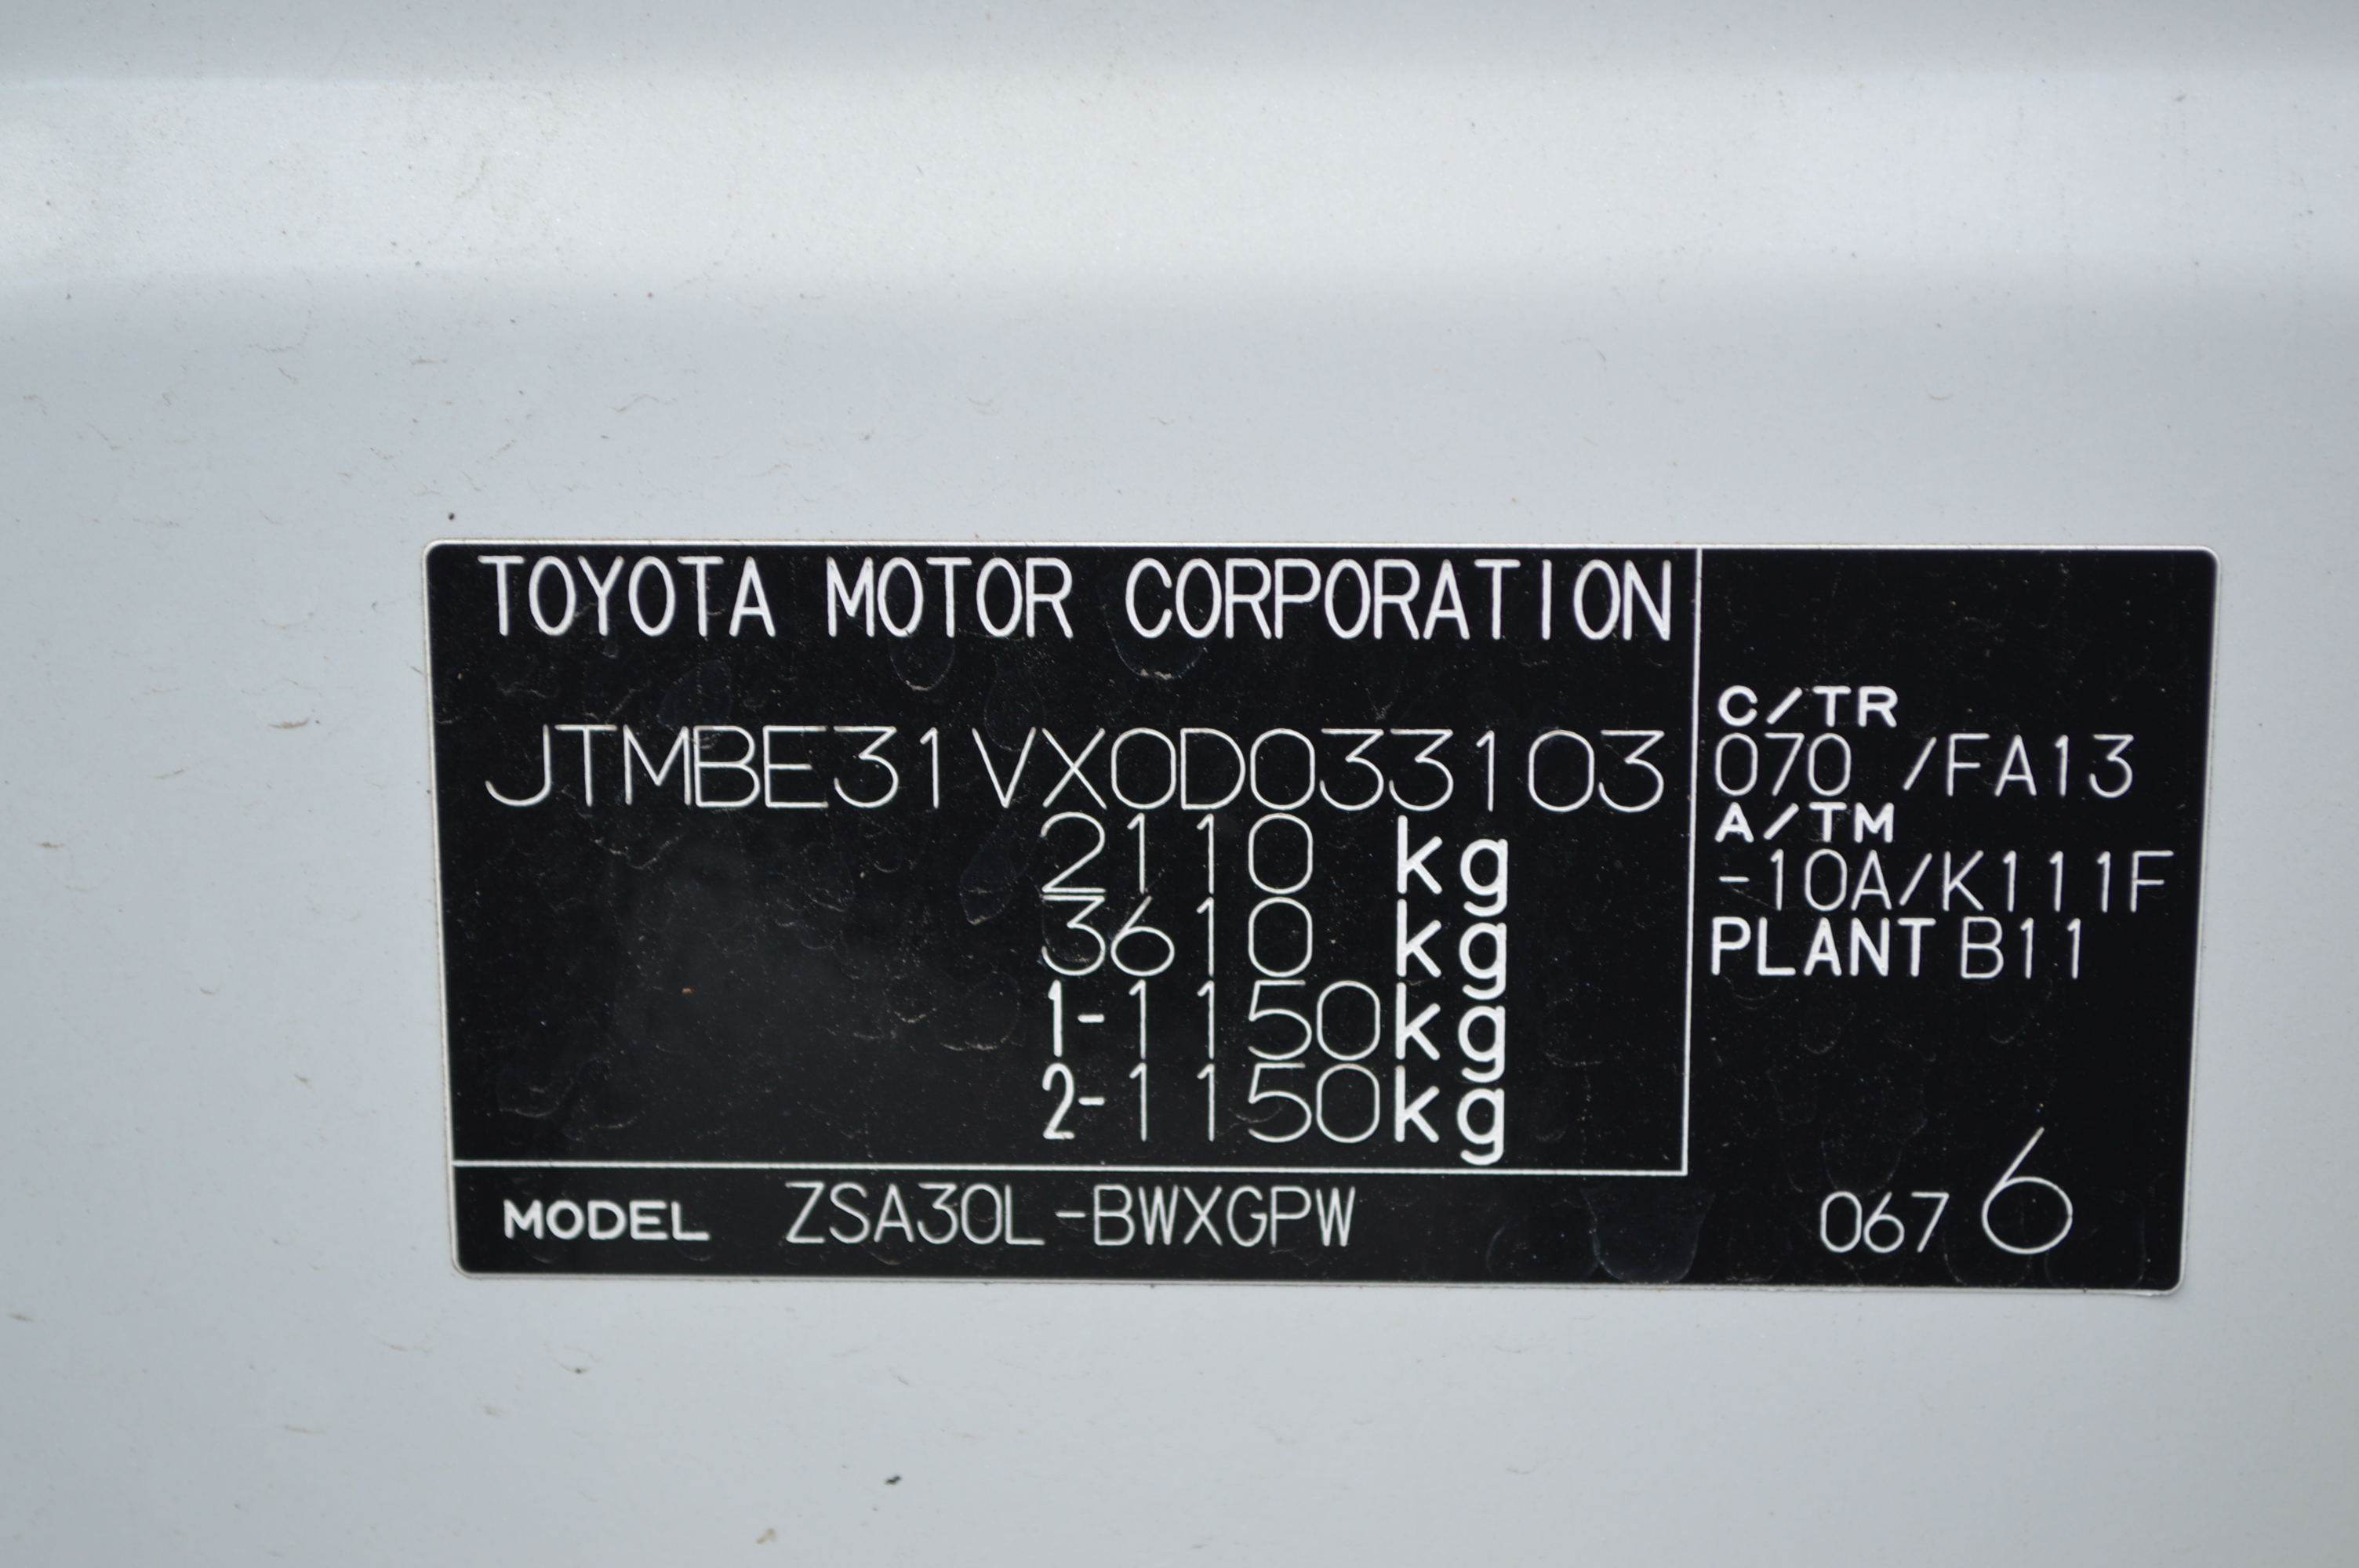 TOYOTA MOTOR CORPORATION
JTMBE31VX0D033103
2110 kg
3610 kg
1-1150kg
2-1150kg
MODEL ZSA30L-BWXGPW
C/TR
070 /FA13
A/TM
-10A/K111F
PLANT B11
067 6